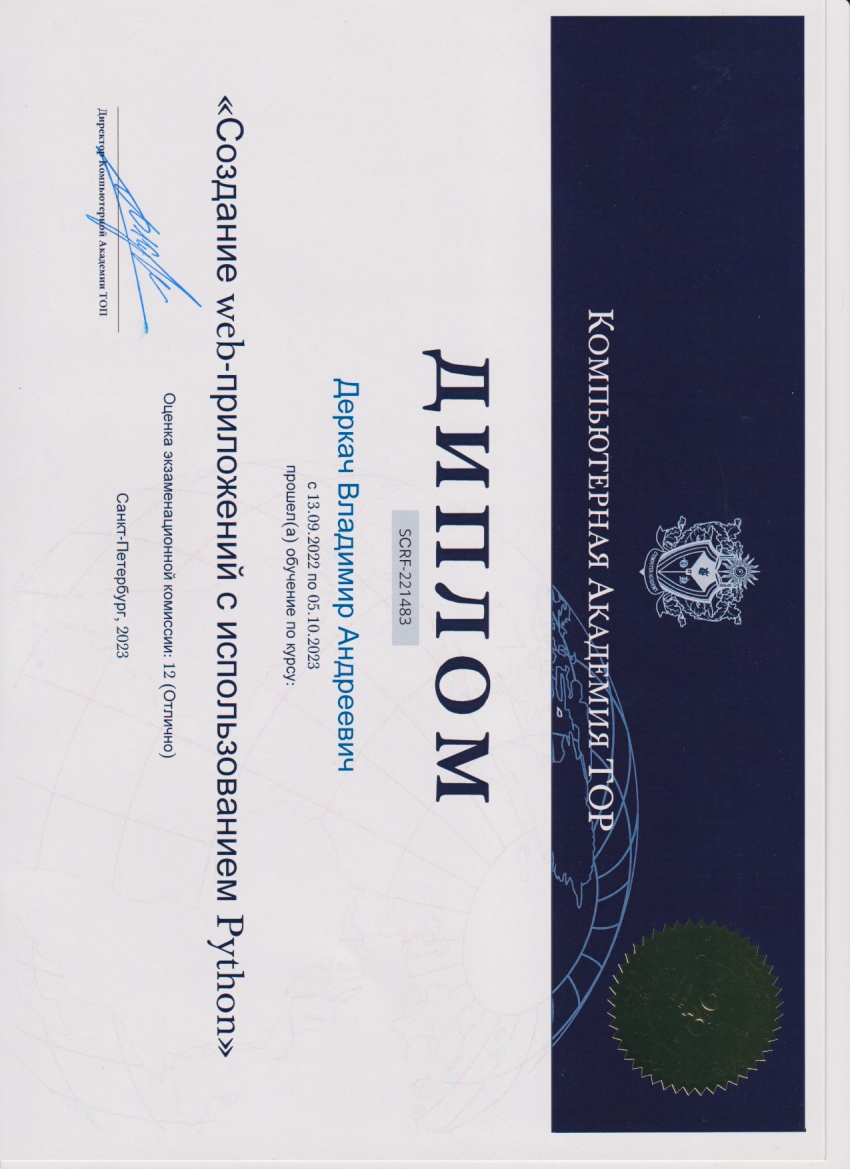 COMPUTER ACADEMY
КОМПЬЮТЕРНАЯ АКАДЕМИЯ TOP
ДИПЛОМ
SCRF-221483
Деркач Владимир Андреевич
с 13.09.2022 по 05.10.2023
прошел(а) обучение по курсу:
«Создание web-приложений с использованием Python»
Оценка экзаменационной комиссии: 12 (Отлично)
Санкт-Петербург, 2023
Директор Компьютерной Академии ТОП